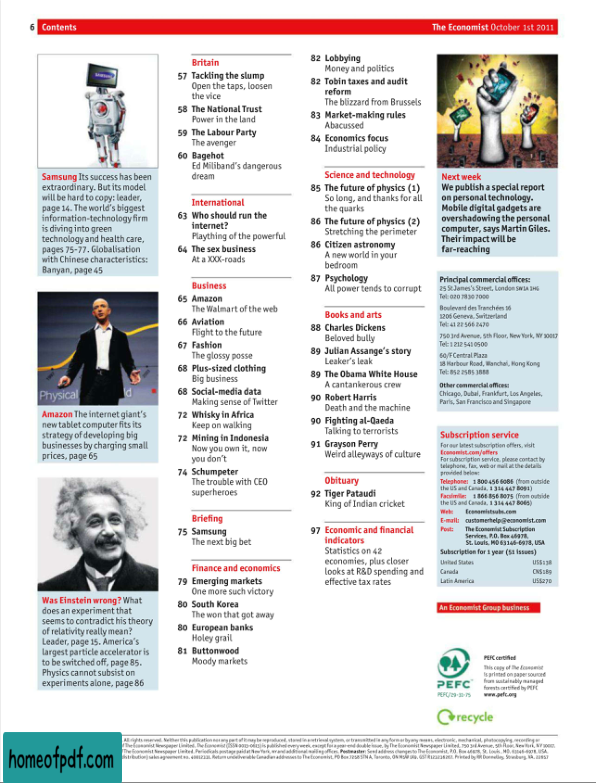 6 Contents
The Economist October 1st 2011
SAMSUNG
Samsung Its success has been
extraordinary. But its model
will be hard to copy: leader,
page 14. The world's biggest
information-technology firm
is diving into green
technology and health care,
pages 75-77. Globalisation
with Chinese characteristics:
Banyan, page 45
Physical
Amazon The internet giant's
new tablet computer fits its
strategy of developing big
businesses by charging small
prices, page 65
Was Einstein wrong? What
does an experiment that
seems to contradict his theory
of relativity really mean?
Leader, page 15. America's
largest particle accelerator is
to be switched off, page 85.
Physics cannot subsist on
experiments alone, page 86
Britain
57 Tackling the slump
Open the taps, loosen
the vice
58 The National Trust
Power in the land
59 The Labour Party
The avenger
60 Bagehot
Ed Miliband's dangerous
dream
International
63 Who should run the
internet?
Plaything of the powerful
64 The sex business
At a XXX-roads
Business
65 Amazon
The Walmart of the web
66 Aviation
Flight to the future
67 Fashion
The glossy posse
68 Plus-sized clothing
Big business
68 Social-media data
Making sense of Twitter
72 Whisky in Africa
Keep on walking
72 Mining in Indonesia
Now you own it, now
you don't
74 Schumpeter
The trouble with CEO
superheroes
Briefing
75 Samsung
The next big bet
Finance and economics
79 Emerging markets
One more such victory
80 South Korea
The won that got away
80 European banks
Holey grail
81 Buttonwood
Moody markets
82 Lobbying
Money and politics
82 Tobin taxes and audit
reform
The blizzard from Brussels
83 Market-making rules
Abacussed
84 Economics focus
Industrial policy
Science and technology
85 The future of physics (1)
So long, and thanks for all
the quarks
86 The future of physics (2)
Stretching the perimeter
86 Citizen astronomy
A new world in your
bedroom
87 Psychology
All power tends to corrupt
Books and arts
88 Charles Dickens
Beloved bully
89 Julian Assange's story
Leaker's leak
89 The Obama White House
A cantankerous crew
90 Robert Harris
Death and the machine
90 Fighting al-Qaeda
Talking to terrorists
91 Grayson Perry
Weird alleyways of culture
Obituary
92 Tiger Pataudi
King of Indian cricket
97 Economic and financial
indicators
Statistics on 42
economies, plus closer
looks at R&D spending and
effective tax rates
Next week
We publish a special report
on personal technology.
Mobile digital gadgets are
overshadowing the personal
computer, says Martin Giles.
Their impact will be
far-reaching
Principal commercial offices:
25 St James's Street, London SW1A 1HG
Tel: 020 7830 7000
Boulevard des Tranchées 16
1206 Geneva, Switzerland
Tel: 41 22 566 2470
750 3rd Avenue, 5th Floor, New York, NY 10017
Tel: 1 212 541 0500
60/F Central Plaza
18 Harbour Road, Wanchai, Hong Kong
Tel: 852 2585 3888
Other commercial offices:
Chicago, Dubai, Frankfurt, Los Angeles,
Paris, San Francisco and Singapore
Subscription service
For our latest subscription offers, visit
Economist.com/offers
For subscription service, please contact by
telephone, fax, web or mail at the details
provided below:
Telephone: 1 800 456 6086 (from outside
the US and Canada, 1 314 447 8091)
Facsimile: 1 866 856 8075 (from outside
the US and Canada, 1 314 447 8065)
Web: Economistsubs.com
E-mail: customerhelp@economist.com
Post: The Economist Subscription
Services, P.O. Box 46978,
St. Louis, MO 63146-6978, USA
Subscription for 1 year (51 issues)
United States US$138
Canada CN$189
Latin America US$270
An Economist Group business
PEFC
PEFC/29-31-75
PEFC certified
This copy of The Economist
is printed on paper sourced
from sustainably managed
forests certified by PEFC
www.pefc.org
recycle
homeofpdf.com